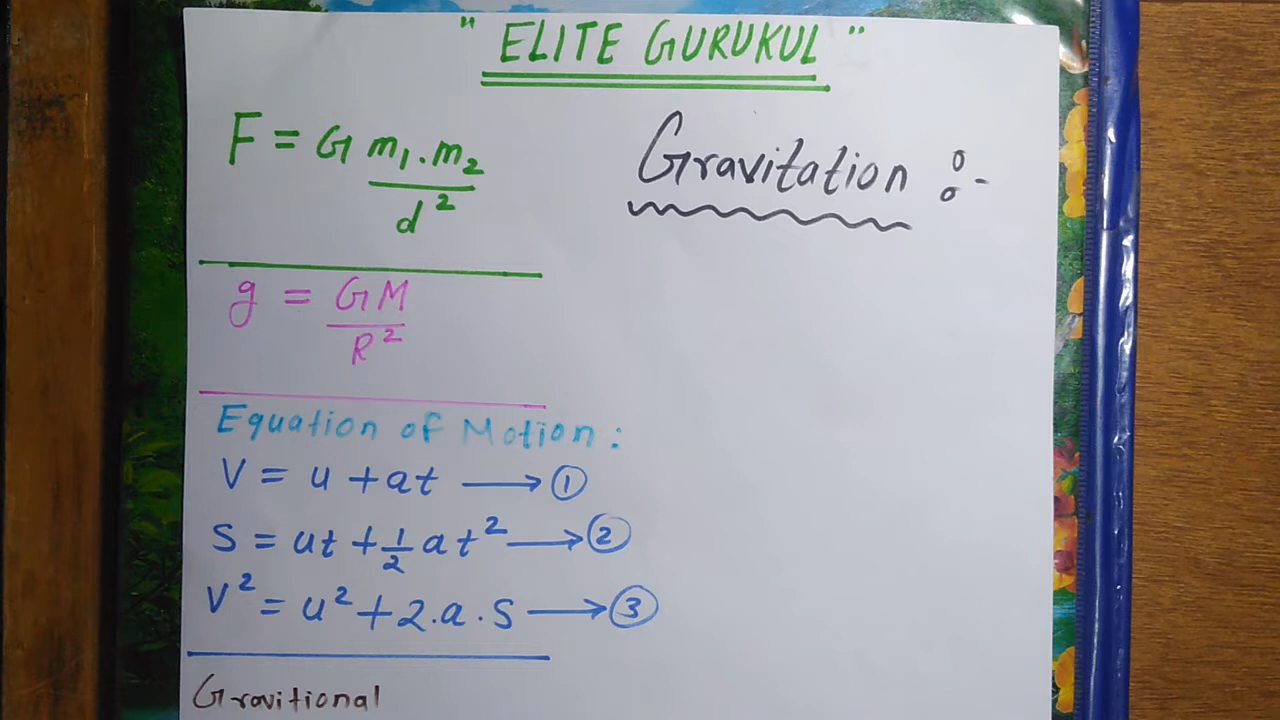 " ELITE GURUKUL "
Gravitation :-
F = G m₁.m₂ / d²
g = GM / R²
Equation of Motion :
V = u + at ⟶ ①
S = ut + ½ at² ⟶ ②
V² = u² + 2.a.S ⟶ ③
Gravitional